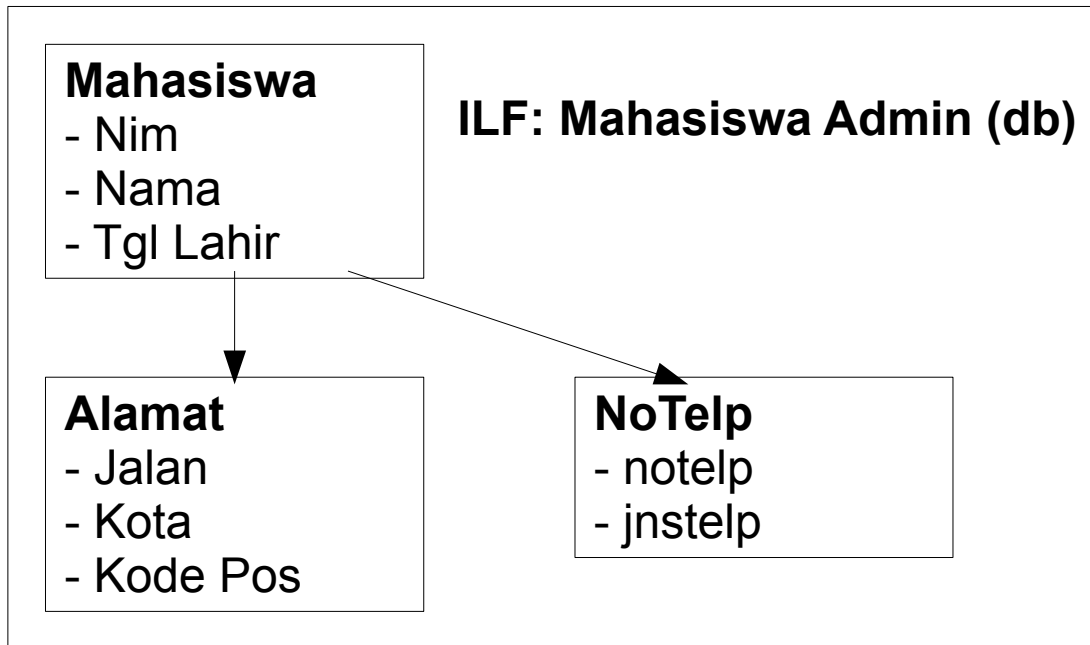 Mahasiswa
- Nim
- Nama
- Tgl Lahir
ILF: Mahasiswa Admin (db)
Alamat
- Jalan
- Kota
- Kode Pos
NoTelp
- notelp
- jnstelp